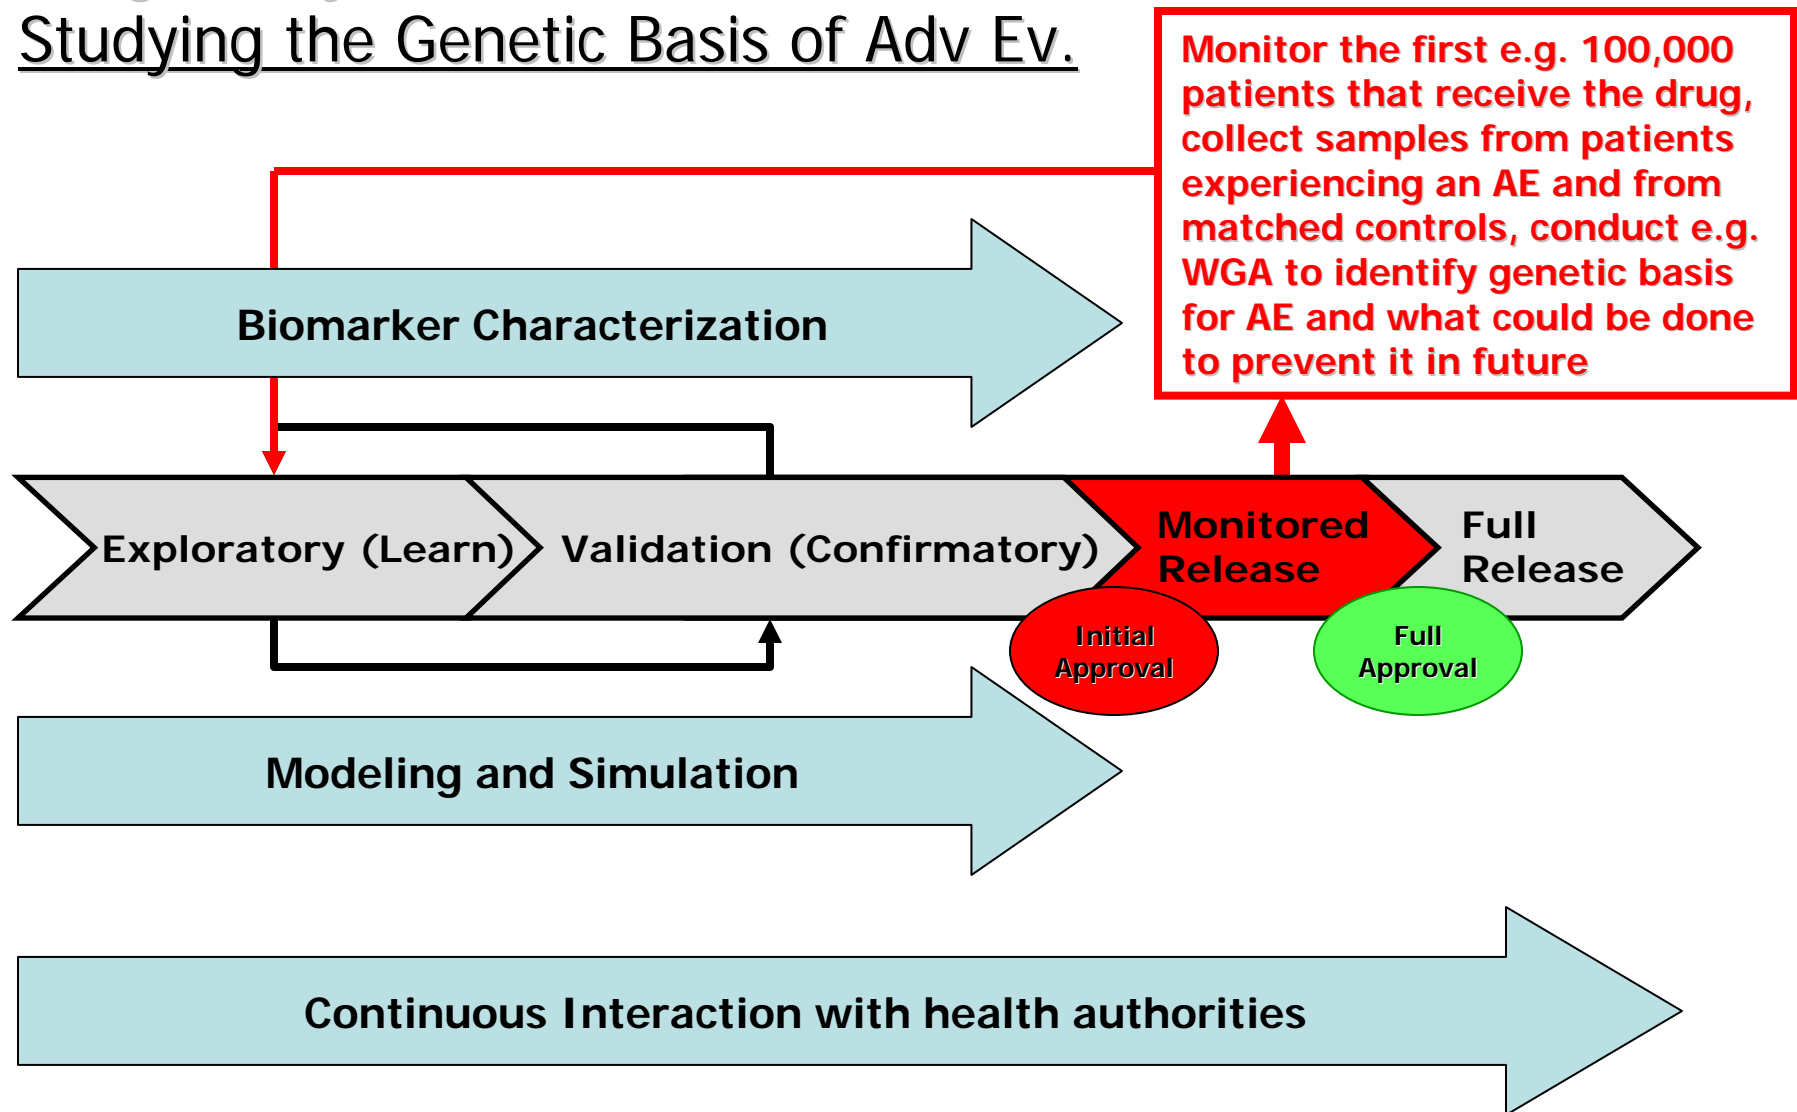 Studying the Genetic Basis of Adv Ev.
Monitor the first e.g. 100,000
patients that receive the drug,
collect samples from patients
experiencing an AE and from
matched controls, conduct e.g.
WGA to identify genetic basis
for AE and what could be done
to prevent it in future
Biomarker Characterization
Exploratory (Learn)
Validation (Confirmatory)
Monitored
Release
Full
Release
Initial
Approval
Full
Approval
Modeling and Simulation
Continuous Interaction with health authorities